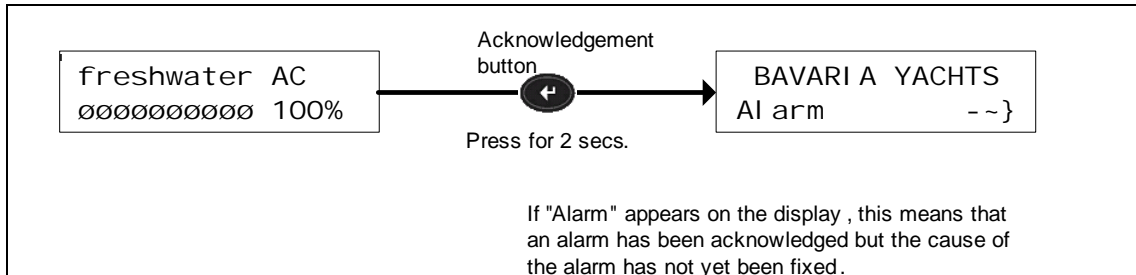 Acknowledgement
button
freshwater AC
øøøøøøøøøø 100%
BAVARIA YACHTS
Alarm -~}
Press for 2 secs.
If "Alarm" appears on the display , this means that
an alarm has been acknowledged but the cause of
the alarm has not yet been fixed .